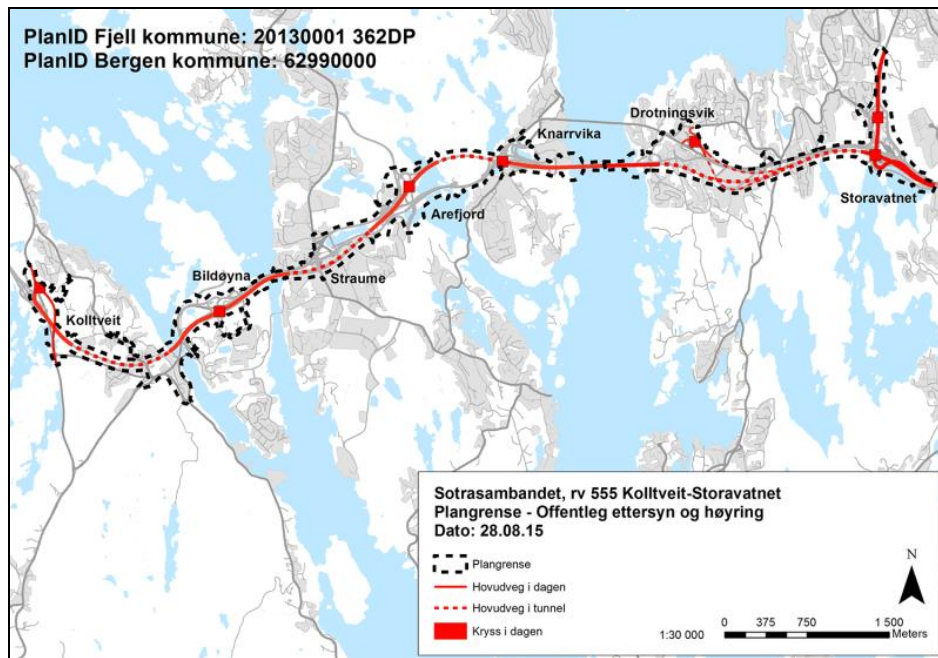 PlanID Fjell kommune: 20130001 362DP
PlanID Bergen kommune: 62990000
Drotningsvik
Knarrvika
Storavatnet
Arefjord
Bildøyna
Straume
Kolltveit
Sotrasambandet, rv 555 Kolltveit-Storavatnet
Plangrense - Offentleg ettersyn og høyring
Dato: 28.08.15
Plangrense
Hovudveg i dagen
Hovudveg i tunnel
Kryss i dagen
N
1:30 000
0 375 750 1 500
Meters